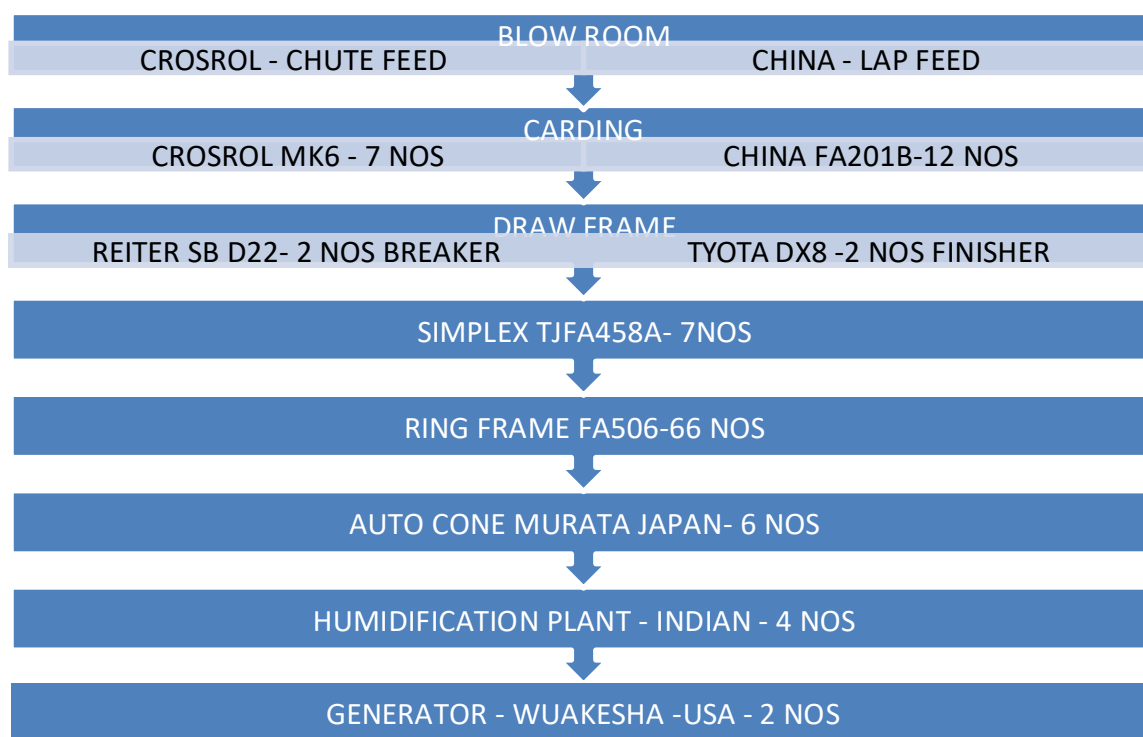 BLOW ROOM
CROSROL - CHUTE FEED
CHINA - LAP FEED
CARDING
CROSROL MK6 - 7 NOS
CHINA FA201B-12 NOS
DRAW FRAME
REITER SB D22- 2 NOS BREAKER
TYOTA DX8 -2 NOS FINISHER
SIMPLEX TJFA458A- 7NOS
RING FRAME FA506-66 NOS
AUTO CONE MURATA JAPAN- 6 NOS
HUMIDIFICATION PLANT - INDIAN - 4 NOS
GENERATOR - WUAKESHA -USA - 2 NOS